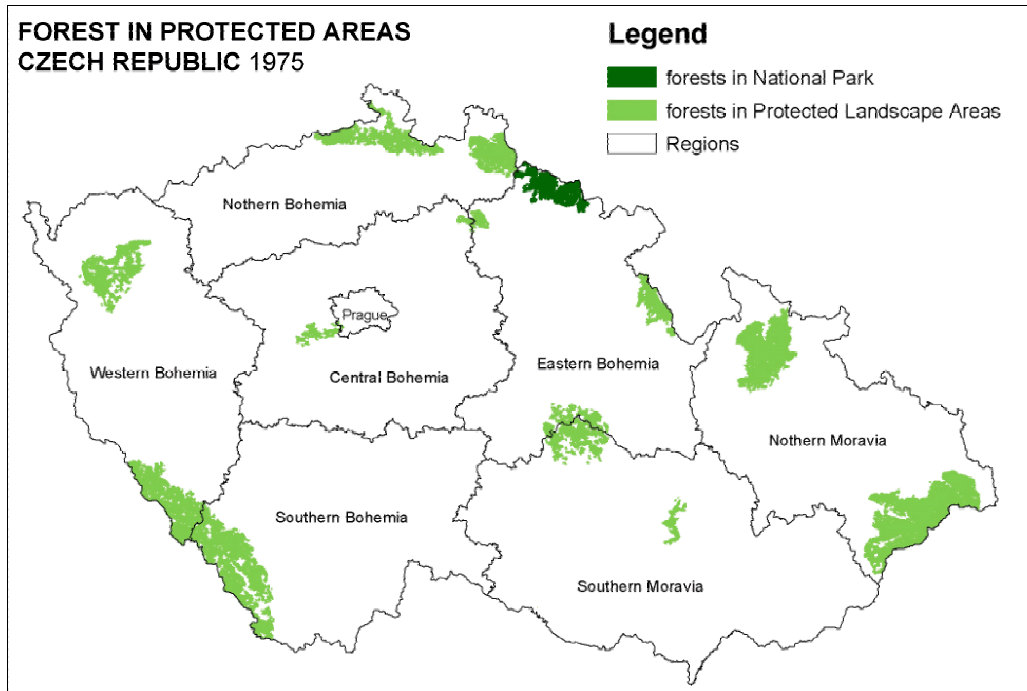 FOREST IN PROTECTED AREAS
CZECH REPUBLIC 1975
Legend
forests in National Park
forests in Protected Landscape Areas
Regions
Nothern Bohemia
Prague
Western Bohemia
Central Bohemia
Eastern Bohemia
Nothern Moravia
Southern Bohemia
Southern Moravia